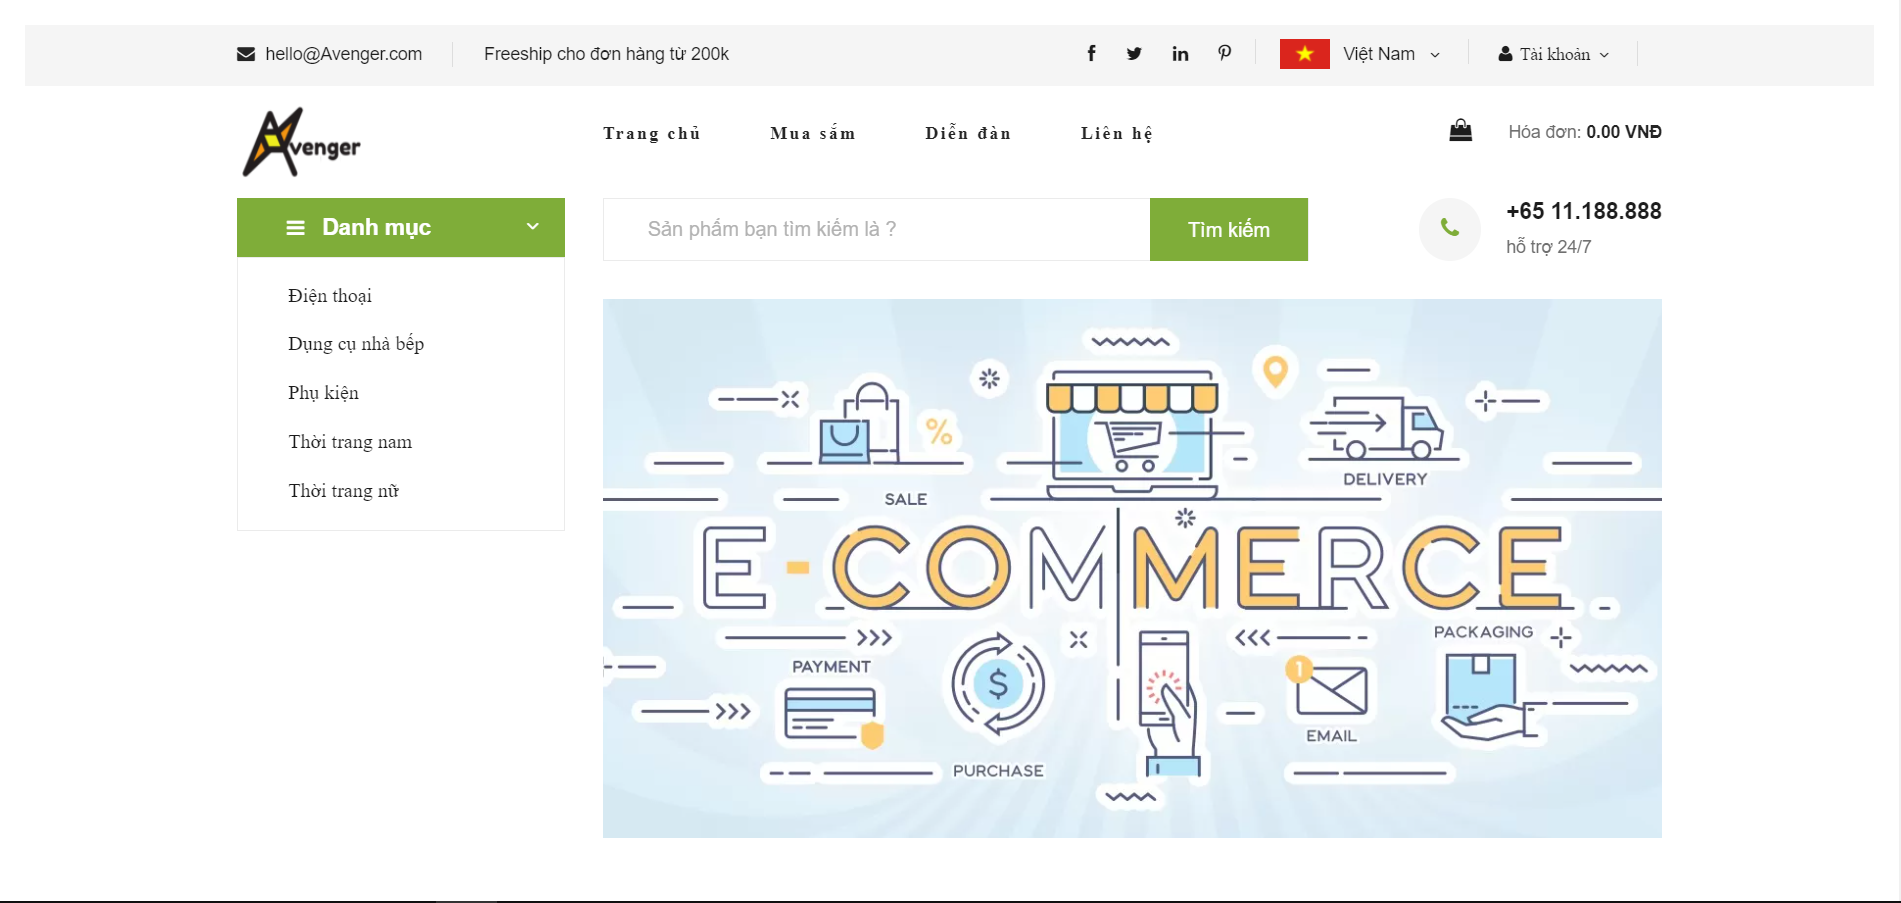 hello@Avenger.com
Freeship cho đơn hàng từ 200k
Việt Nam
Tài khoản
Avenger
Trang chủ
Mua sắm
Diễn đàn
Liên hệ
Hóa đơn: 0.00 VNĐ
Danh mục
Sản phẩm bạn tìm kiếm là ?
Tìm kiếm
+65 11.188.888
hỗ trợ 24/7
Điện thoại
Dụng cụ nhà bếp
Phụ kiện
Thời trang nam
Thời trang nữ
%
DELIVERY
SALE
E-COMMERCE
PACKAGING
PAYMENT
$
1
EMAIL
PURCHASE